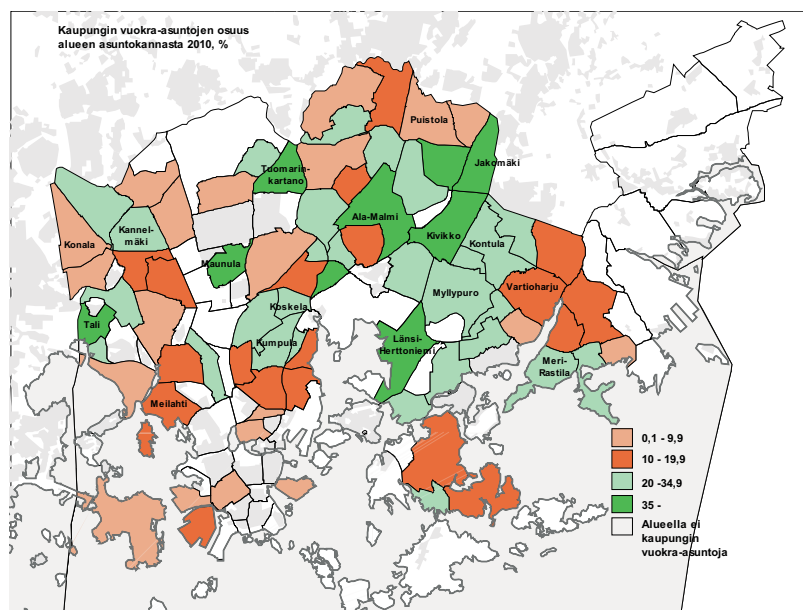 Kaupungin vuokra-asuntojen osuus
alueen asuntokannasta 2010, %
Puistola
Tuomarin-
kartano
Jakomäki
Ala-Malmi
Konala
Kannel-
mäki
Kivikko
Kontula
Maunula
Myllypuro
Vartioharju
Koskela
Tali
Kumpula
Länsi-
Herttoniemi
Meri-
Rastila
Meilahti
0,1 - 9,9
10 - 19,9
20 -34,9
35 -
Alueella ei
kaupungin
vuokra-asuntoja